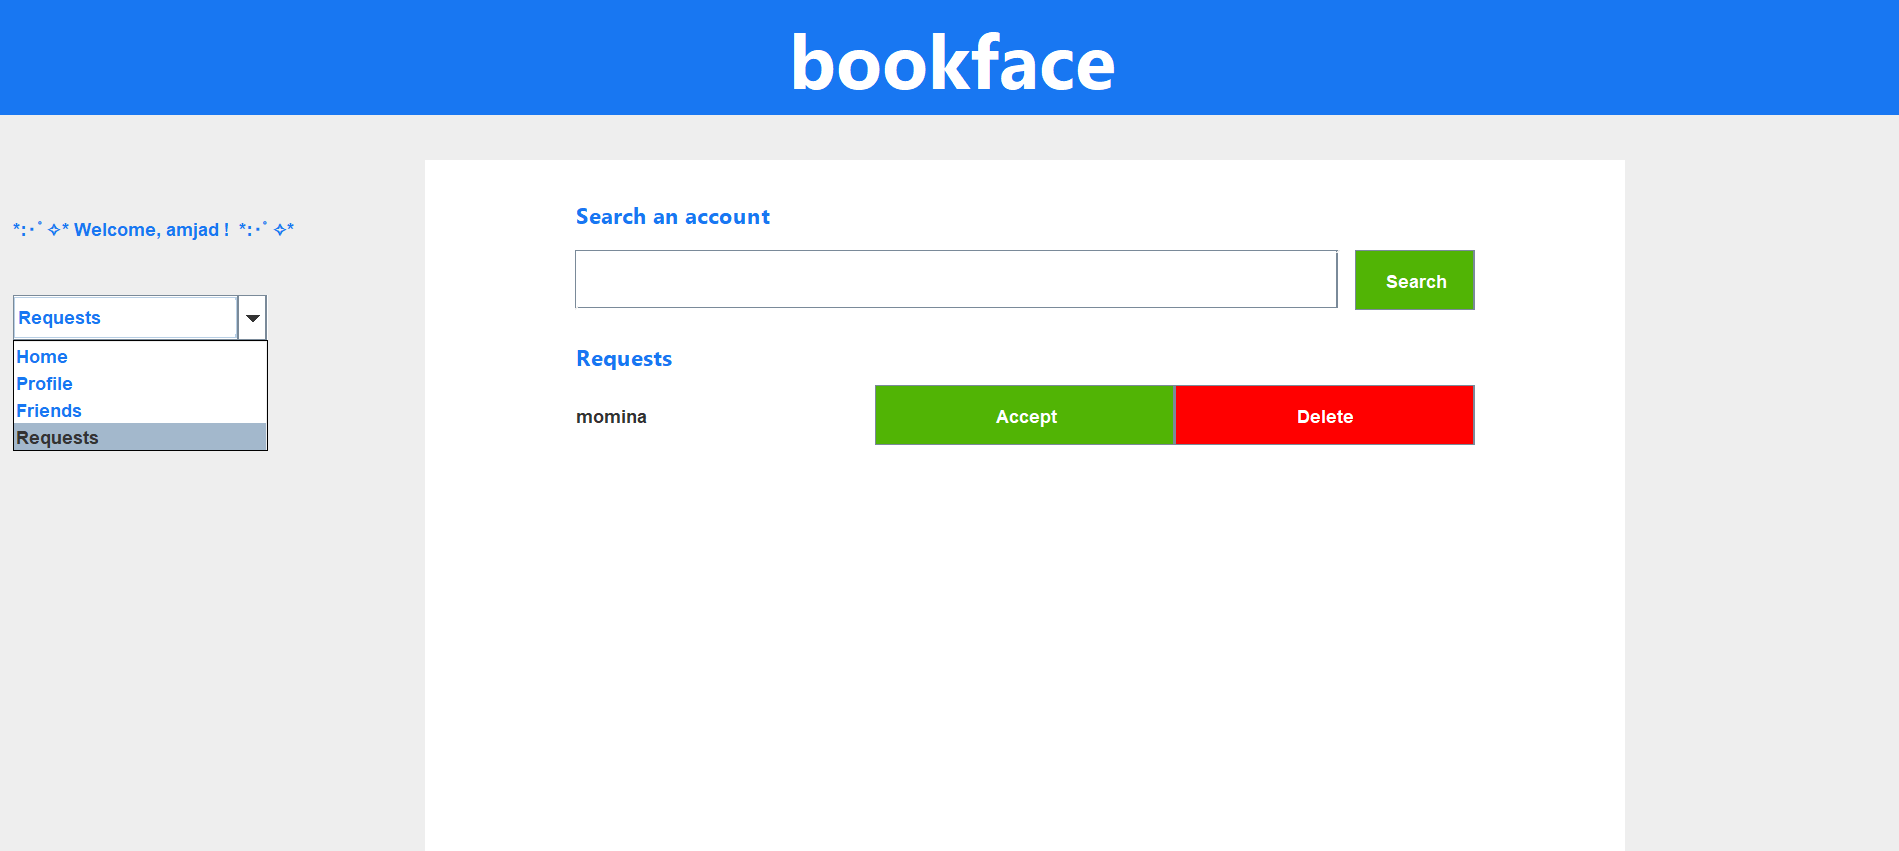 bookface
*:･ﾟ✧* Welcome, amjad ! *:･ﾟ✧*
Requests
Home
Profile
Friends
Requests
Search an account
Search
Requests
momina Accept Delete